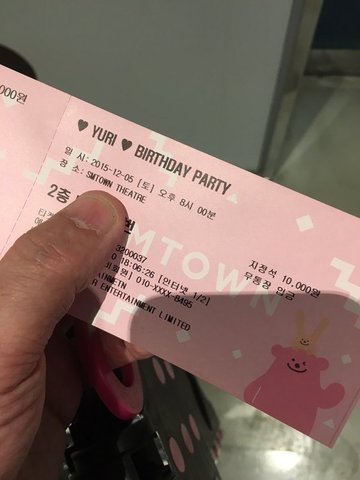 000원
♥ YURI ♥ BIRTHDAY PARTY
일 시: 2015-12-05 [토] 오후 8시 00분
장 소: SMTOWN THEATRE
2층
SMTOWN
지정석 10,000원
무통장 입금
3200037
18:06:26 [인터넷 1/2]
010-XXXX-8495
ENTERTAINMENT LIMITED